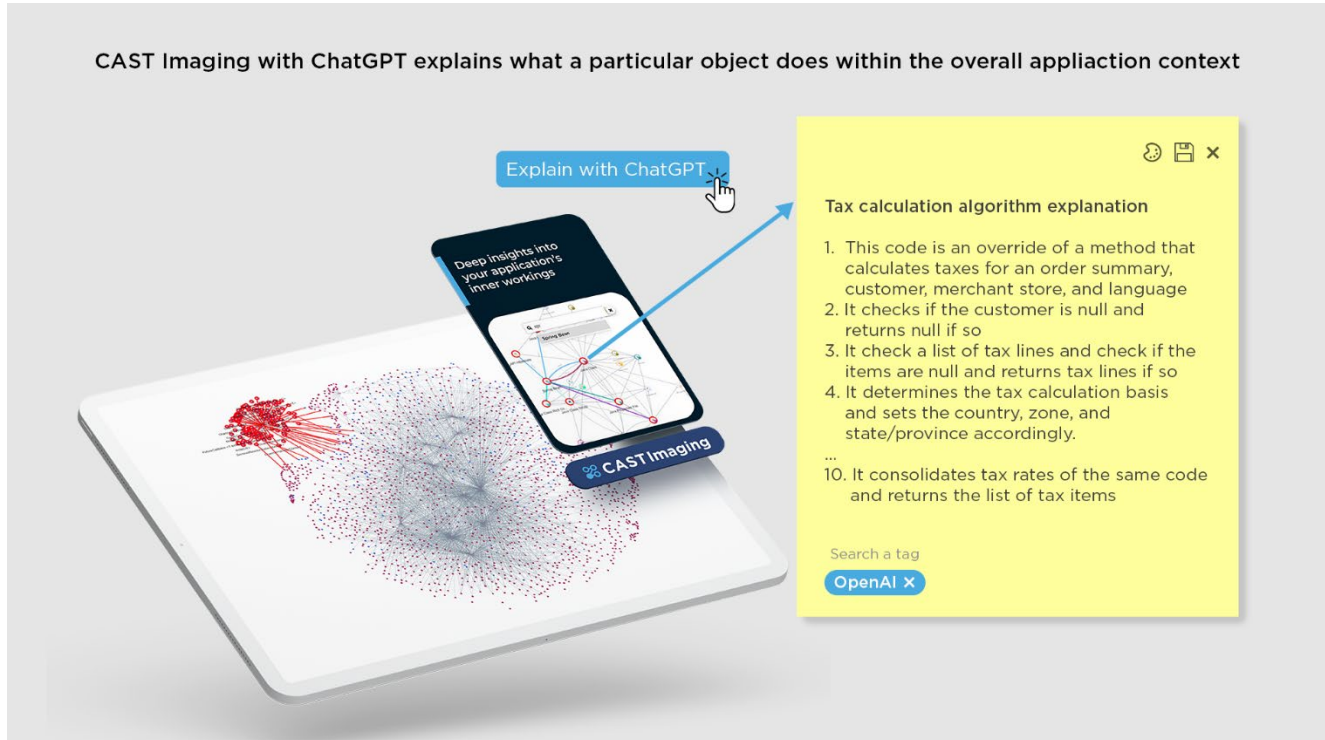 CAST Imaging with ChatGPT explains what a particular object does within the overall appliaction context
Explain with ChatGPT
Deep insights into
your application's
inner workings
Spring Boot
CAST Imaging
Tax calculation algorithm explanation
1. This code is an override of a method that
calculates taxes for an order summary,
customer, merchant store, and language
2. It checks if the customer is null and
returns null if so
3. It check a list of tax lines and check if the
items are null and returns tax lines if so
4. It determines the tax calculation basis
and sets the country, zone, and
state/province accordingly.
...
10. It consolidates tax rates of the same code
and returns the list of tax items
Search a tag
OpenAI ×